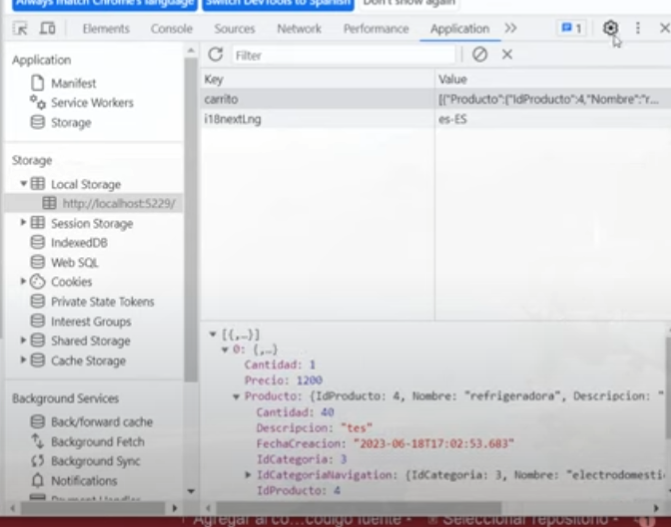 Always match Chrome's language
Switch DevTools to Spanish
Don't show again
Elements Console Sources Network Performance Application 1
Application
Manifest
Service Workers
Storage
Storage
Local Storage
http://localhost:5229/
Session Storage
IndexedDB
Web SQL
Cookies
Private State Tokens
Interest Groups
Shared Storage
Cache Storage
Background Services
Back/forward cache
Background Fetch
Background Sync
Notifications
Filter
Key Value
carrito [{"Producto":{"IdProducto":4,"Nombre":"r...
i18nextLng es-ES
[{,…}]
0: {,…}
Cantidad: 1
Precio: 1200
Producto: {IdProducto: 4, Nombre: "refrigeradora", Descripcion: "
Cantidad: 40
Descripcion: "tes"
FechaCreacion: "2023-06-18T17:02:53.683"
IdCategoria: 3
IdCategoriaNavigation: {IdCategoria: 3, Nombre: "electrodomesti
IdProducto: 4